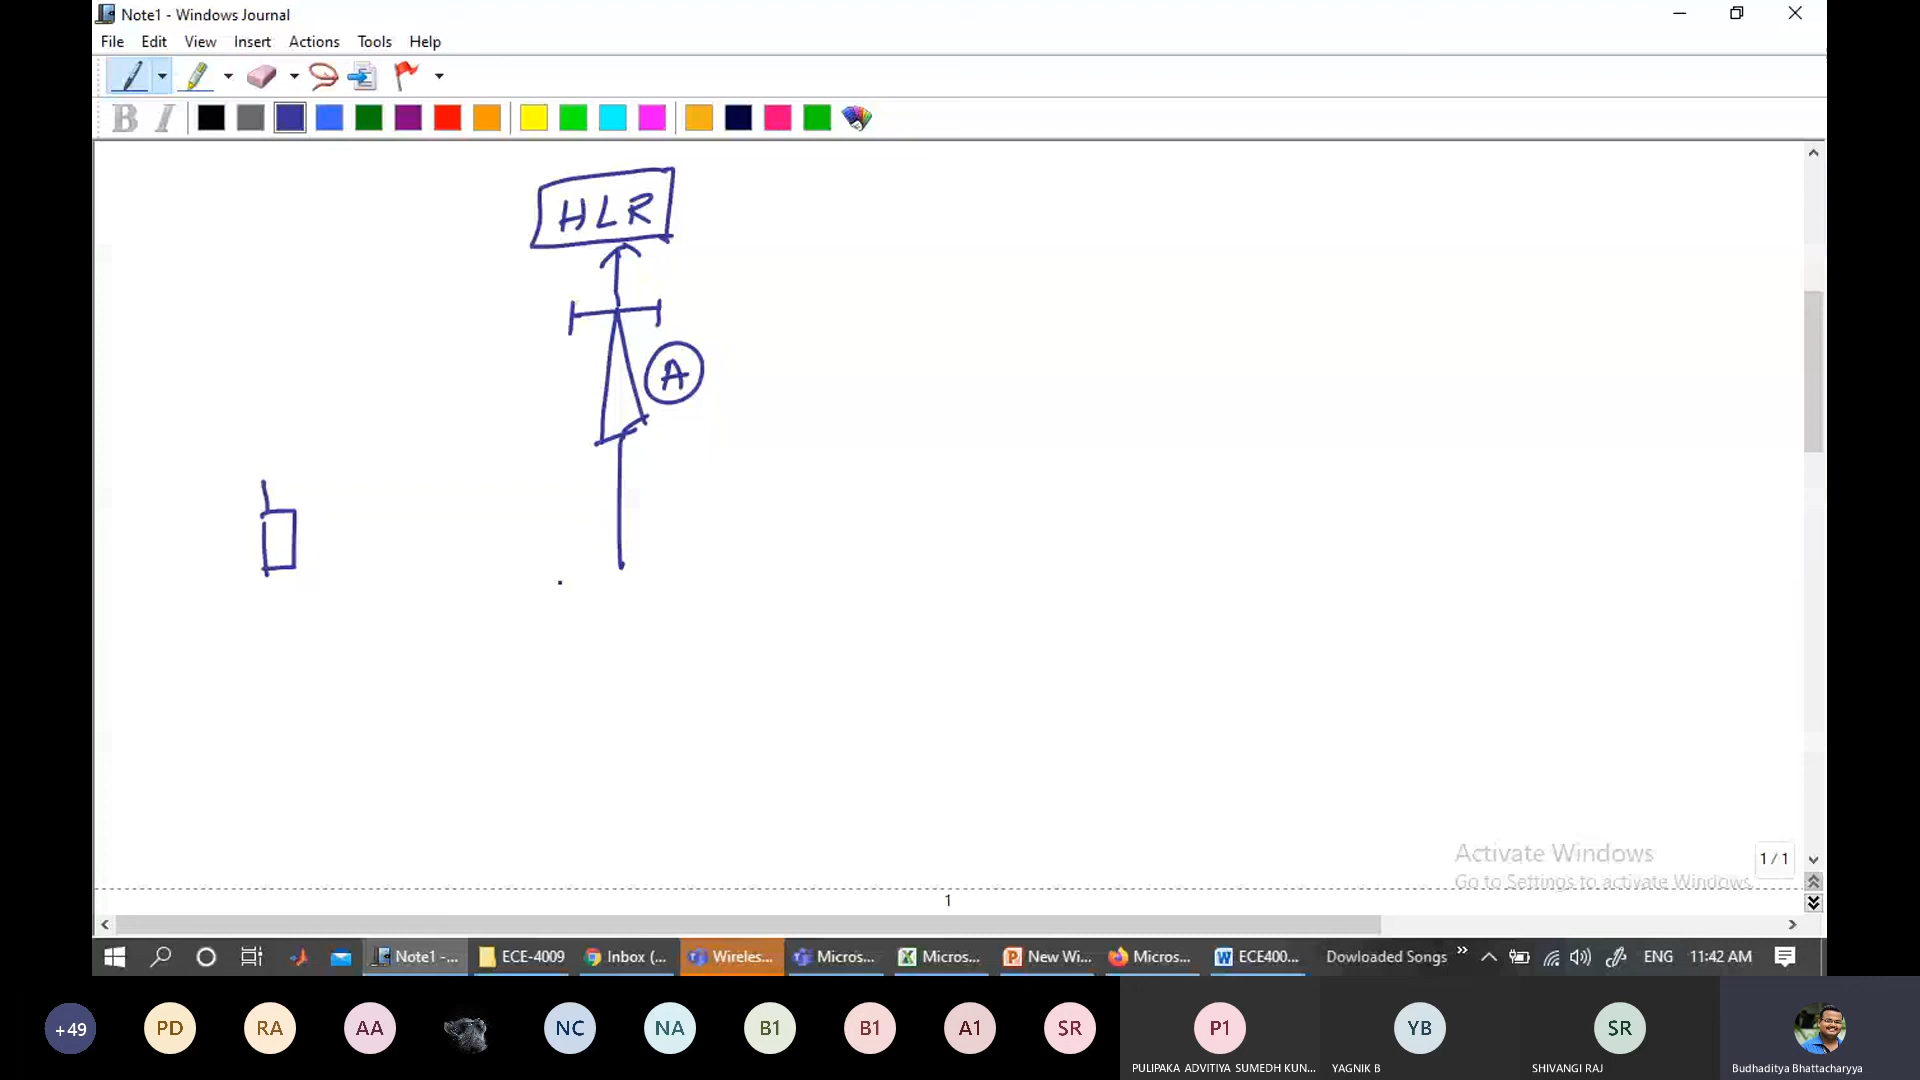 Note1 - Windows Journal
File Edit View Insert Actions Tools Help
B I
HLR
A
Activate Windows
Go to Settings to activate Windows.
1 / 1
1
Note1 -... ECE-4009 Inbox (... Wireles... Micros... Micros... New Wi... Micros... ECE400... Dowloaded Songs » ENG 11:42 AM
+49 PD RA AA NC NA B1 B1 A1 SR P1 YB SR
PULIPAKA ADVITIYA SUMEDH KUN... YAGNIK B SHIVANGI RAJ Budhaditya Bhattacharyya